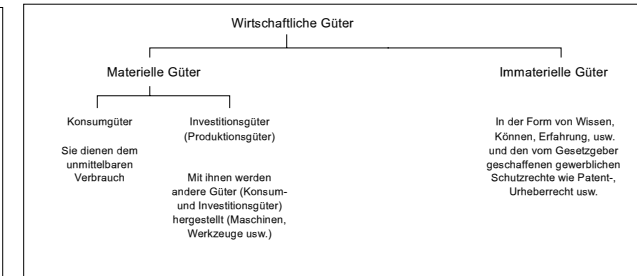 Wirtschaftliche Güter
Materielle Güter
Immaterielle Güter
Konsumgüter
Sie dienen dem
unmittelbaren
Verbrauch
Investitionsgüter
(Produktionsgüter)
Mit ihnen werden
andere Güter (Konsum-
und Investitionsgüter)
hergestellt (Maschinen,
Werkzeuge usw.)
In der Form von Wissen,
Können, Erfahrung, usw.
und den vom Gesetzgeber
geschaffenen gewerblichen
Schutzrechte wie Patent-,
Urheberrecht usw.